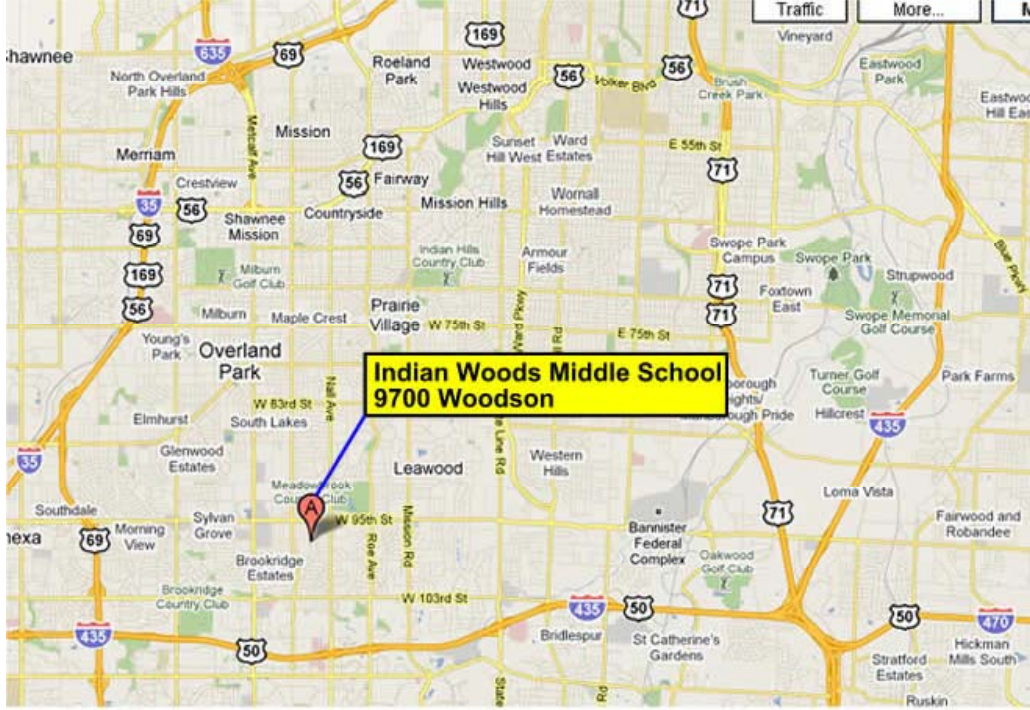 71
Traffic
More...
Shawnee
635
69
169
Vineyard
Roeland
Park
Westwood
Eastwood
Park
North Overland
Park Hills
56
Volker Blvd
56
Westwood
Hills
Brush
Creek Park
Metcalf Ave
Mission
Merriam
169
Sunset
Hill West
Ward
Estates
E 55th St
71
Crestview
56
Fairway
35
56
Shawnee
Mission
Countryside
Mission Hills
Wornall
Homestead
69
Indian Hills
Country Club
Armour
Fields
Swope Park
Campus
Swope Park
Blue Pkwy
169
Milburn
Golf Club
71
Strupwood
Foxtown
East
56
Milburn
Maple Crest
Prairie
Village
W 75th St
E 75th St
71
Swope Memorial
Golf Course
Young's
Park
Overland
Park
Indian Woods Middle School
9700 Woodson
Nall Ave
Turner Golf
Course
Park Farms
W 83rd St
Elmhurst
South Lakes
Hillcrest
435
Glenwood
Estates
35
Leawood
Western
Hills
Meadowbrook
Country Club
A
Loma Vista
Southdale
Sylvan
Grove
W 95th St
Mission Rd
Roe Ave
71
Morning
View
69
Bannister
Federal
Complex
Fairwood and
Robandee
Brookridge
Estates
Oakwood
Golf Club
Brookridge
Country Club
W 103rd St
435
50
50
470
435
50
Bridlespur
St Catherine's
Gardens
Hickman
Mills South
Stratford
Estates
State
Rd
Ruskin